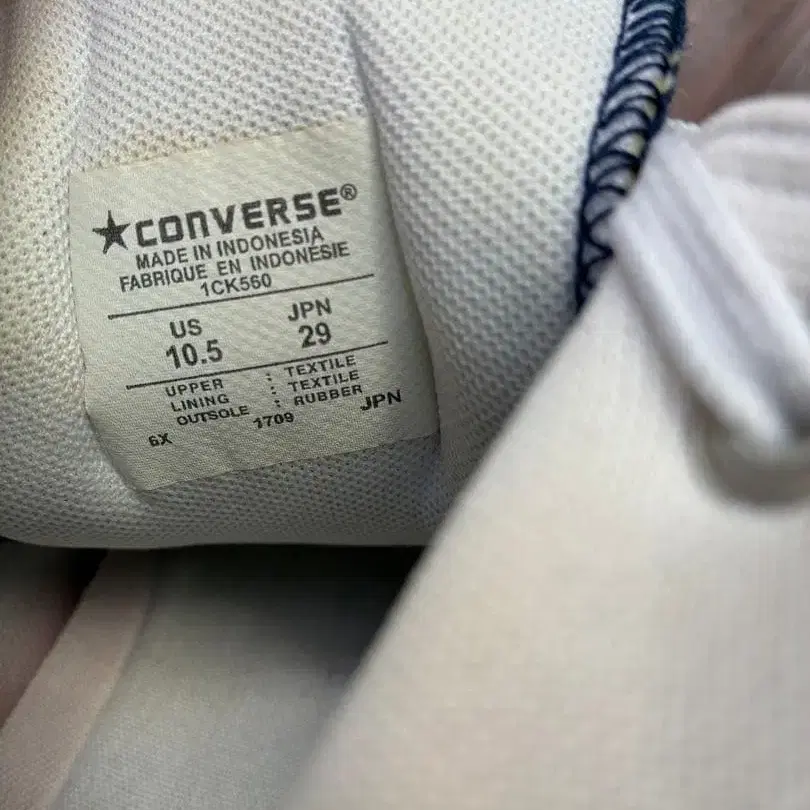 ★CONVERSE®
MADE IN INDONESIA
FABRIQUE EN INDONESIE
1CK560
US JPN
10.5 29
UPPER : TEXTILE
LINING : TEXTILE
OUTSOLE : RUBBER
6X 1709 JPN